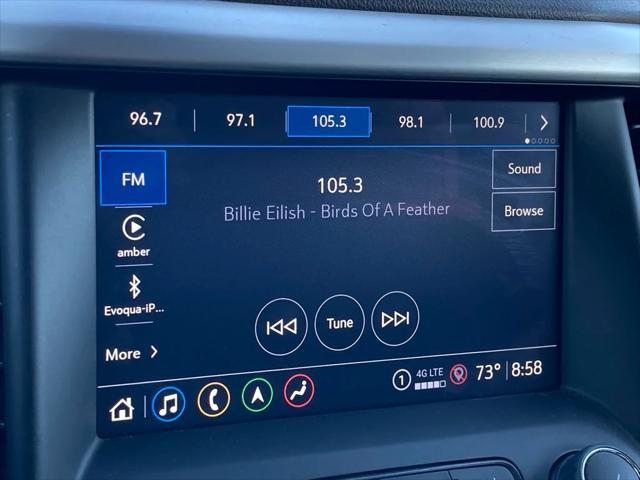 96.7 97.1 105.3 98.1 100.9
FM
105.3
Sound
Billie Eilish - Birds Of A Feather
Browse
amber
Evoqua-iP...
Tune
More
1 4G LTE 73° 8:58